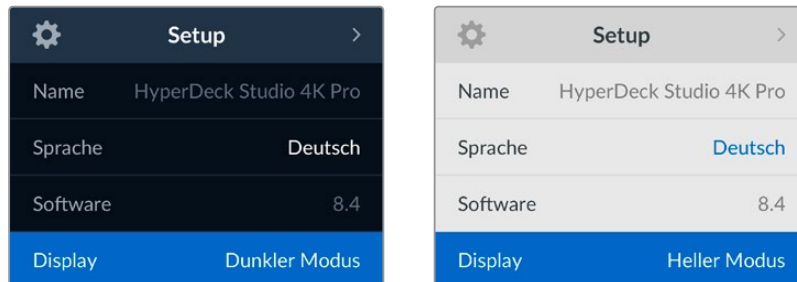 Setup >
Name HyperDeck Studio 4K Pro
Sprache Deutsch
Software 8.4
Display Dunkler Modus
Setup >
Name HyperDeck Studio 4K Pro
Sprache Deutsch
Software 8.4
Display Heller Modus